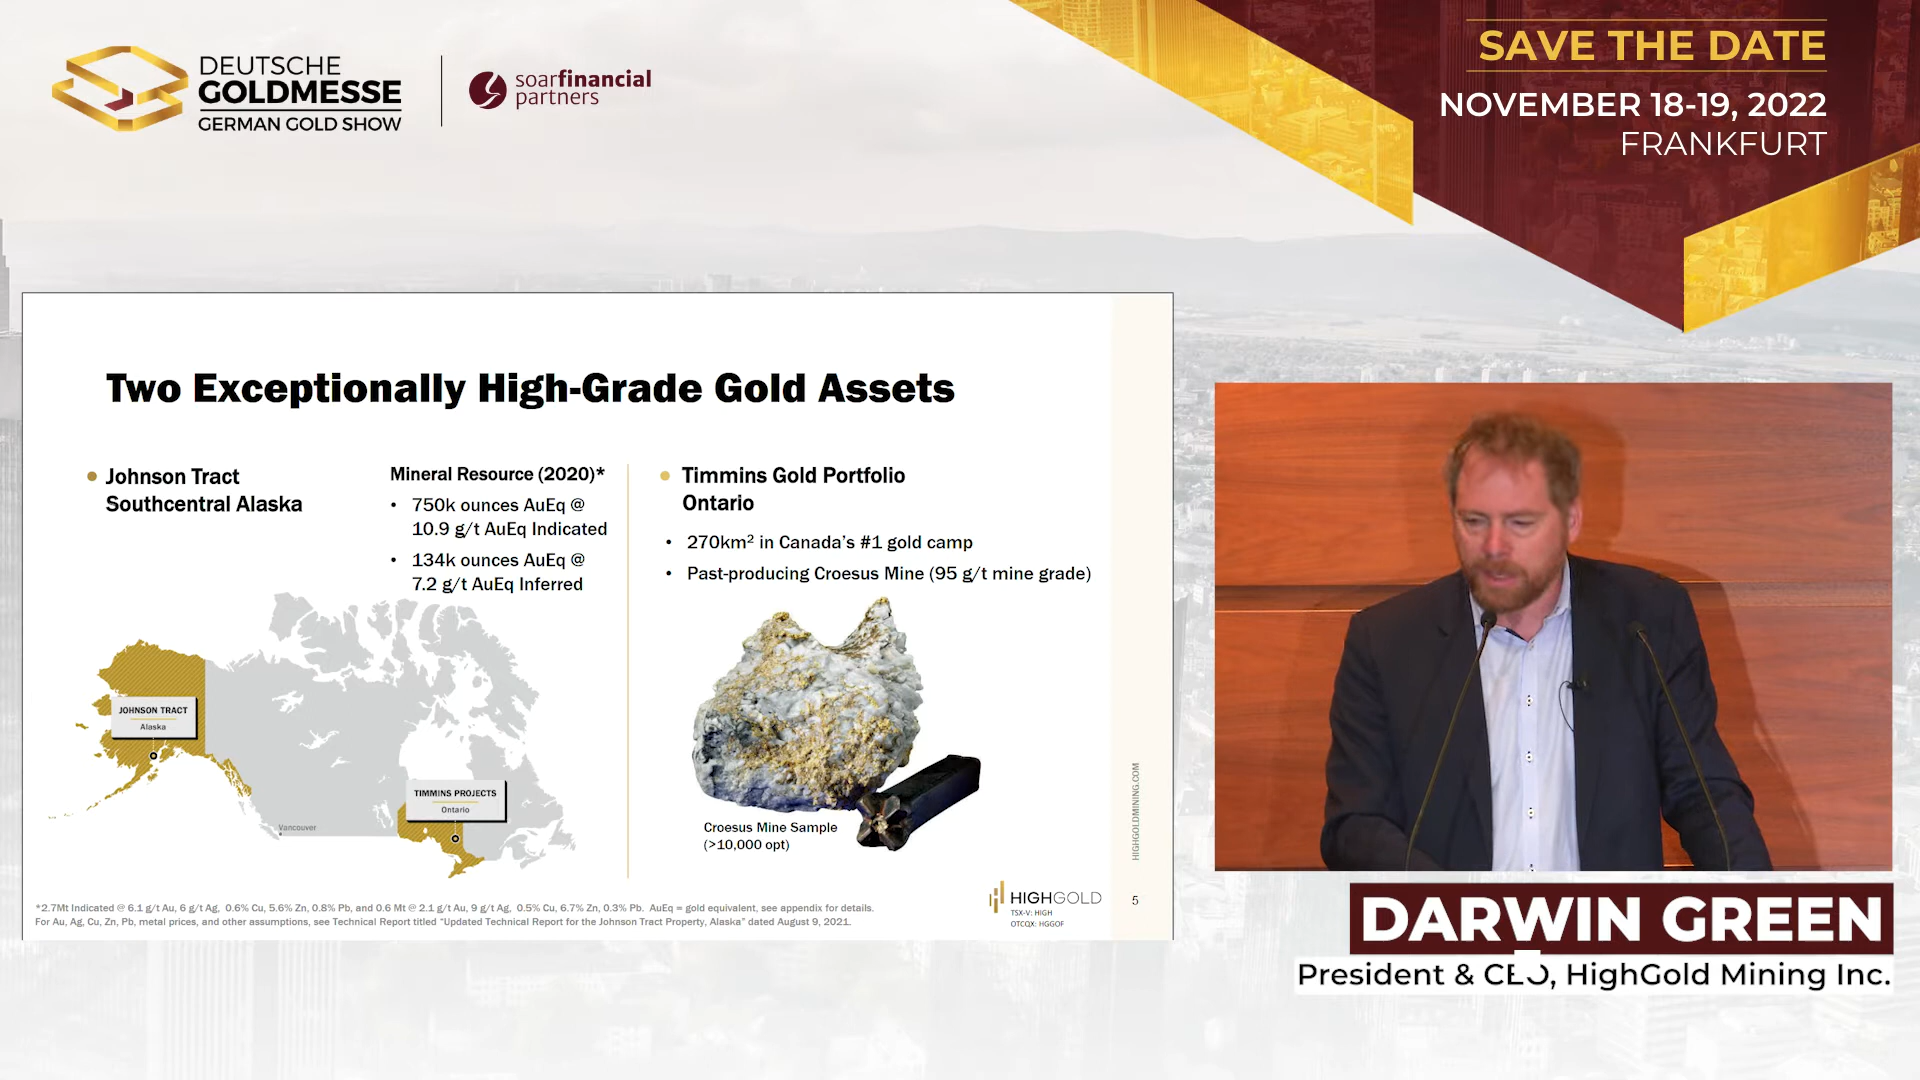 DEUTSCHE
GOLDMESSE
GERMAN GOLD SHOW
soarfinancial
partners
SAVE THE DATE
NOVEMBER 18-19, 2022
FRANKFURT
Two Exceptionally High-Grade Gold Assets
• Johnson Tract
Southcentral Alaska
Mineral Resource (2020)*
• 750k ounces AuEq @
10.9 g/t AuEq Indicated
• 134k ounces AuEq @
7.2 g/t AuEq Inferred
• Timmins Gold Portfolio
Ontario
• 270km² in Canada's #1 gold camp
• Past-producing Croesus Mine (95 g/t mine grade)
JOHNSON TRACT
Alaska
TIMMINS PROJECTS
Ontario
Vancouver
Croesus Mine Sample
(>10,000 opt)
HIGHGOLDMINING.COM
*2.7Mt Indicated @ 6.1 g/t Au, 6 g/t Ag, 0.6% Cu, 5.6% Zn, 0.8% Pb, and 0.6 Mt @ 2.1 g/t Au, 9 g/t Ag, 0.5% Cu, 6.7% Zn, 0.3% Pb. AuEq = gold equivalent, see appendix for details.
For Au, Ag, Cu, Zn, Pb, metal prices, and other assumptions, see Technical Report titled "Updated Technical Report for the Johnson Tract Property, Alaska" dated August 9, 2021.
HIGHGOLD
TSX-V: HIGH
OTCQX: HGGOF
5
DARWIN GREEN
President & CEO, HighGold Mining Inc.